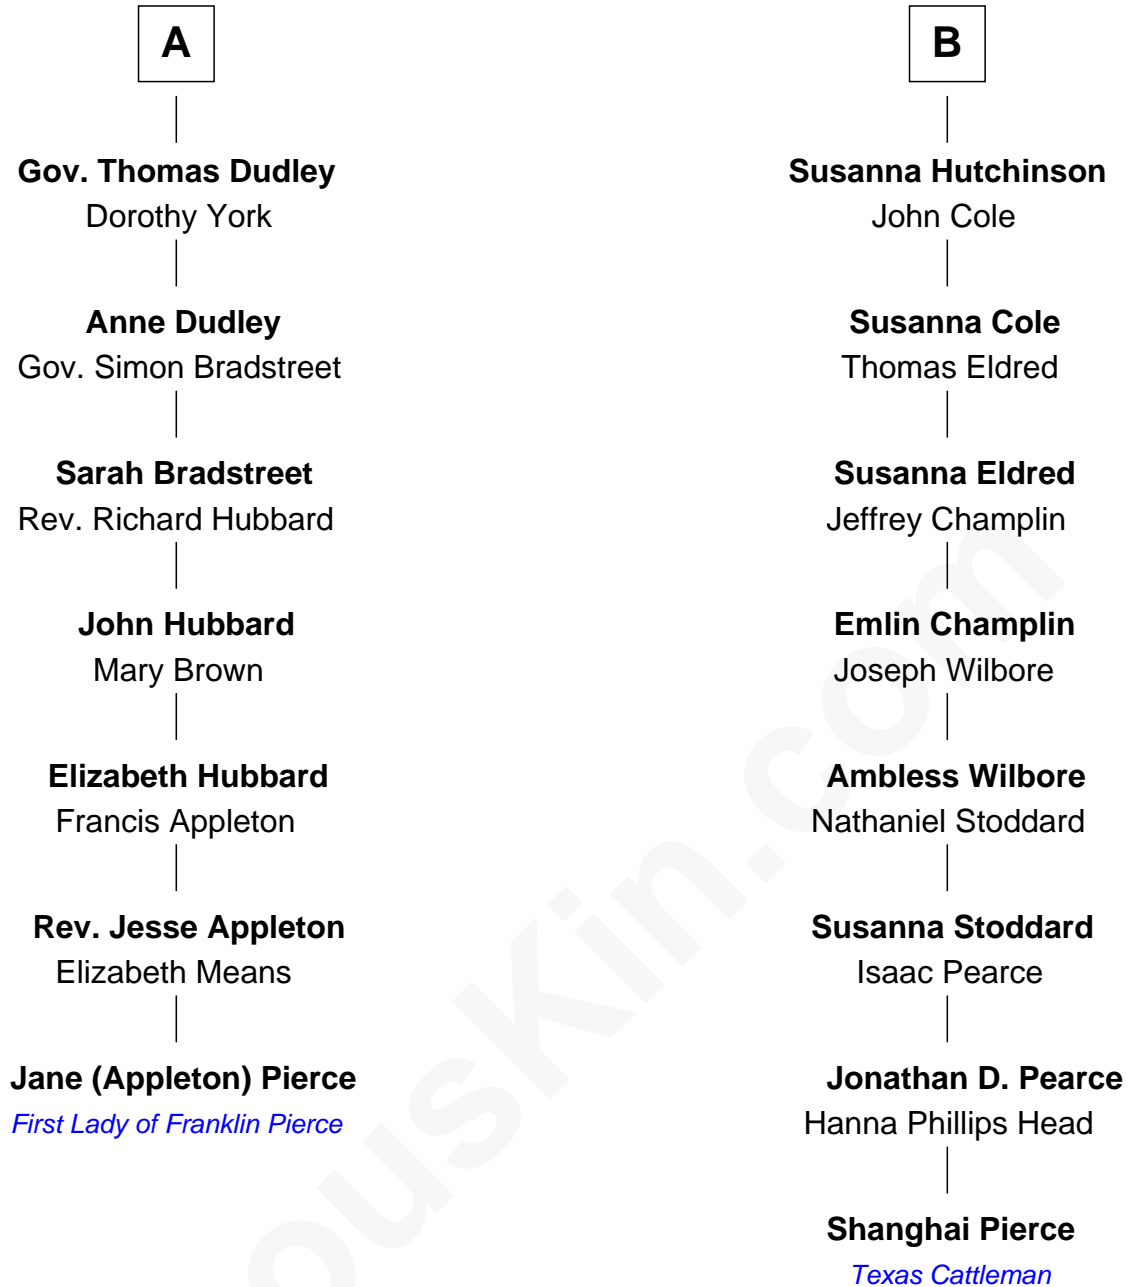 A
Gov. Thomas Dudley
Dorothy York
Anne Dudley
Gov. Simon Bradstreet
Sarah Bradstreet
Rev. Richard Hubbard
John Hubbard
Mary Brown
Elizabeth Hubbard
Francis Appleton
Rev. Jesse Appleton
Elizabeth Means
Jane (Appleton) Pierce
First Lady of Franklin Pierce
B
Susanna Hutchinson
John Cole
Susanna Cole
Thomas Eldred
Susanna Eldred
Jeffrey Champlin
Emlin Champlin
Joseph Wilbore
Ambless Wilbore
Nathaniel Stoddard
Susanna Stoddard
Isaac Pearce
Jonathan D. Pearce
Hanna Phillips Head
Shanghai Pierce
Texas Cattleman
ousKin.com